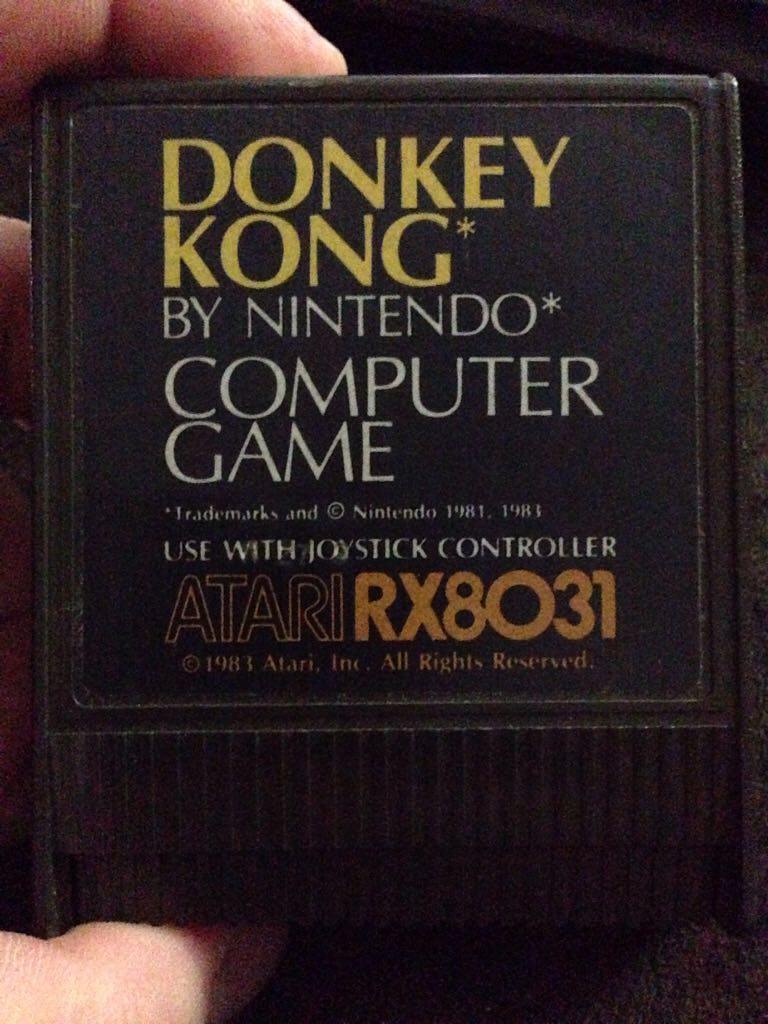 DONKEY
KONG*
BY NINTENDO*
COMPUTER
GAME
*Trademarks and © Nintendo 1981, 1983
USE WITH JOYSTICK CONTROLLER
ATARI RX8031
©1983 Atari, Inc. All Rights Reserved.